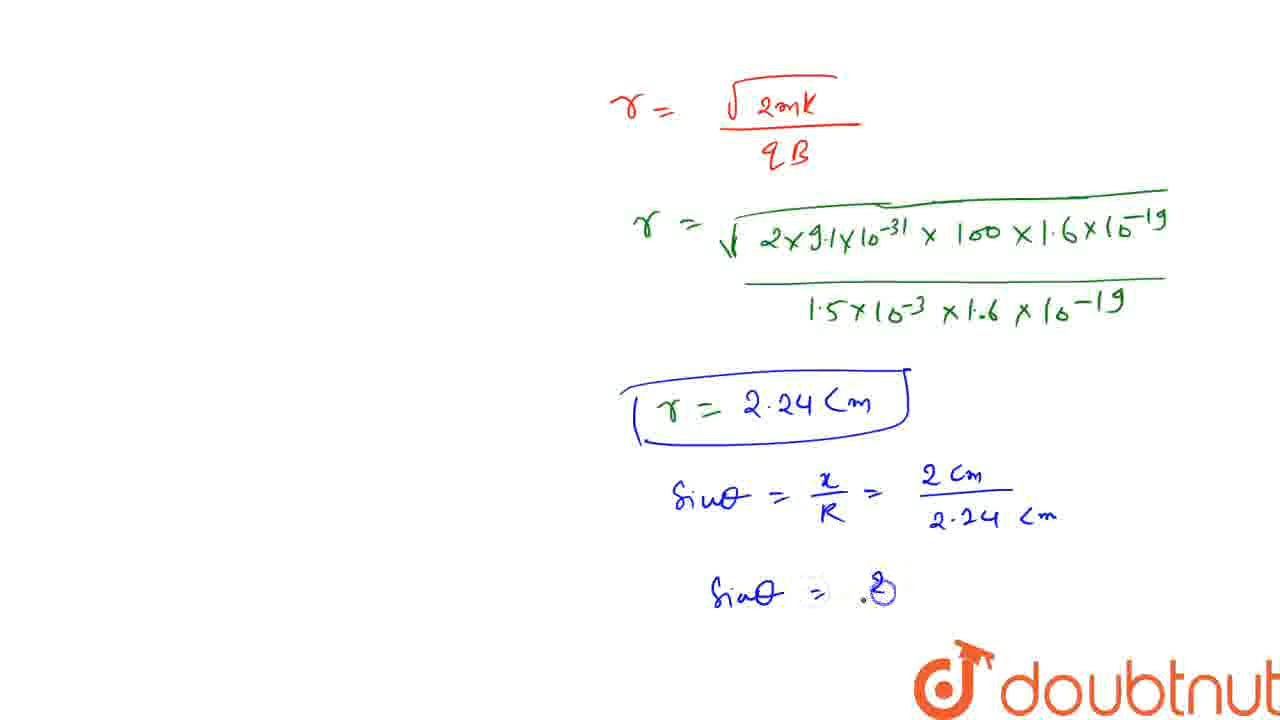 r = √2mK / qB
r = √2×9.1×10⁻³¹ × 100 × 1.6×10⁻¹⁹ / 1.5×10⁻³ ×1.6 ×10⁻¹⁹
r = 2.24 Cm
Sinθ = x/R = 2 Cm / 2.24 Cm
Sinθ =
doubtnut